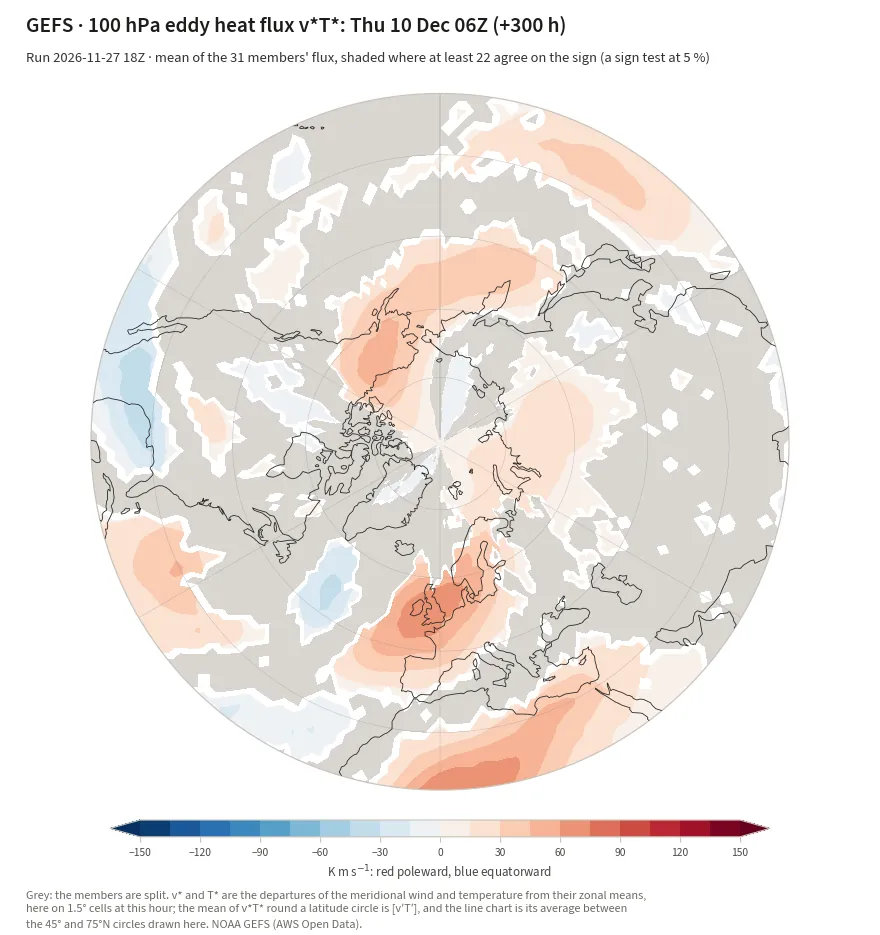 GEFS · 100 hPa eddy heat flux v*T*: Thu 10 Dec 06Z (+300 h)
Run 2026-11-27 18Z · mean of the 31 members' flux, shaded where at least 22 agree on the sign (a sign test at 5 %)
−150 −120 −90 −60 −30 0 30 60 90 120 150
K m s⁻¹: red poleward, blue equatorward
Grey: the members are split. v* and T* are the departures of the meridional wind and temperature from their zonal means,
here on 1.5° cells at this hour; the mean of v*T* round a latitude circle is [v′T′], and the line chart is its average between
the 45° and 75°N circles drawn here. NOAA GEFS (AWS Open Data).